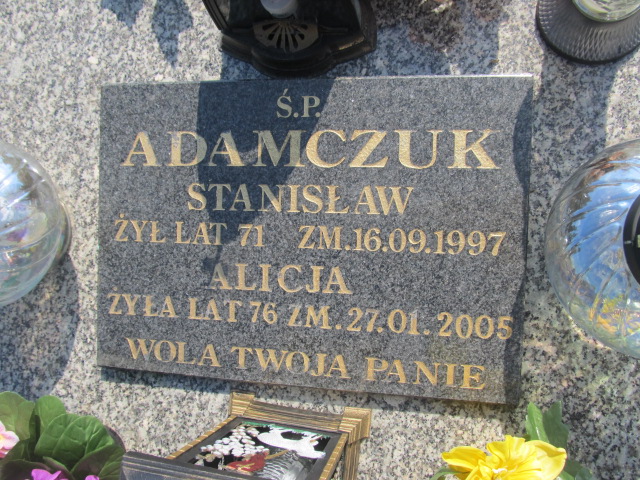 Ś.P.
ADAMCZUK
STANISŁAW
ŻYŁ LAT 71 ZM.16.09.1997
ALICJA
ŻYŁA LAT 76 ZM.27.01.2005
WOLA TWOJA PANIE